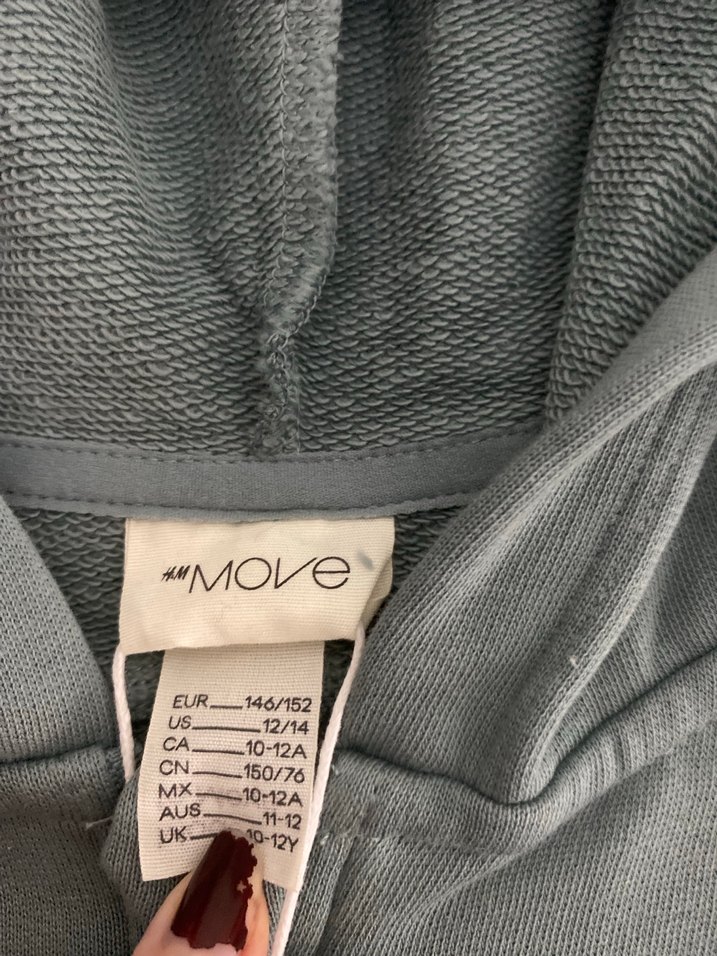 H&M MOVE
EUR 146/152
US 12/14
CA 10-12A
CN 150/76
MX 10-12A
AUS 11-12
UK 10-12Y